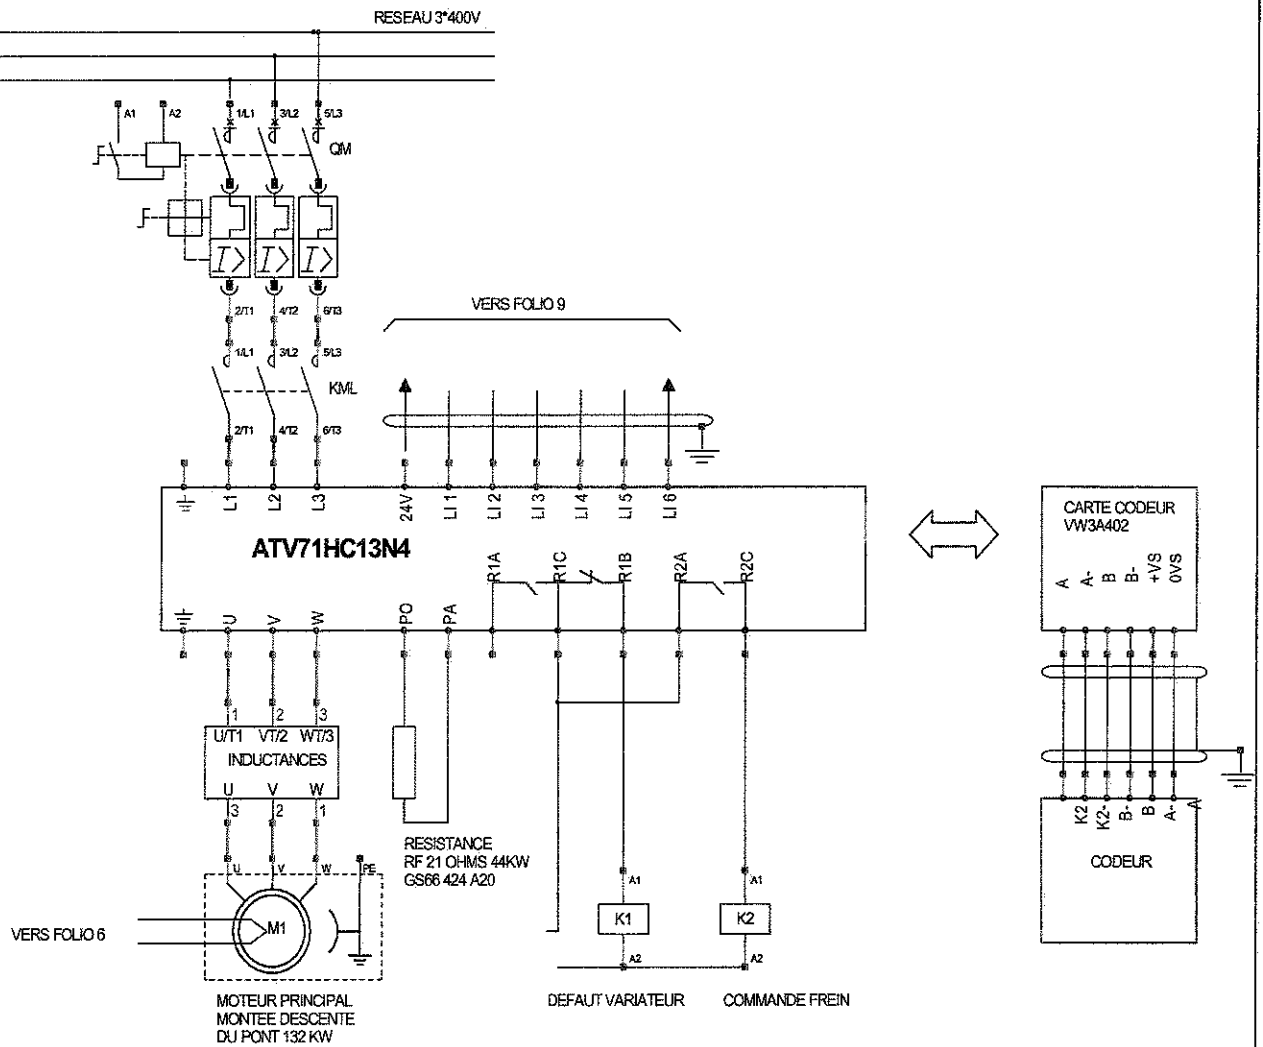 RESEAU 3*400V
A1 A2 1/L1 3/L2 5/L3
QM
I> I> I>
2/T1 4/T2 6/T3
VERS FOLIO 9
1/L1 3/L2 5/L3
KML
2/T1 4/T2 6/T3
L1 L2 L3 24V LI 1 LI 2 LI 3 LI 4 LI 5 LI 6
ATV71HC13N4
R1A R1C R1B R2A R2C
U V W PO PA
CARTE CODEUR
VW3A402
A A- B B- +VS 0VS
1 2 3
U/T1 VT/2 WT/3
INDUCTANCES
U V W
3 2 1
RESISTANCE
RF 21 OHMS 44KW
GS66 424 A20
K2 K2- B- B A- A
CODEUR
U V W PE
M1
VERS FOLIO 6
A1 A1
K1 K2
A2 A2
DEFAUT VARIATEUR COMMANDE FREIN
MOTEUR PRINCIPAL
MONTEE DESCENTE
DU PONT 132 KW